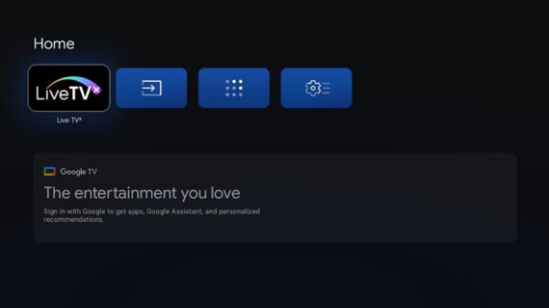 Home
LiveTV
Live TV*
Google TV
The entertainment you love
Sign in with Google to get apps, Google Assistant, and personalized
recommendations.